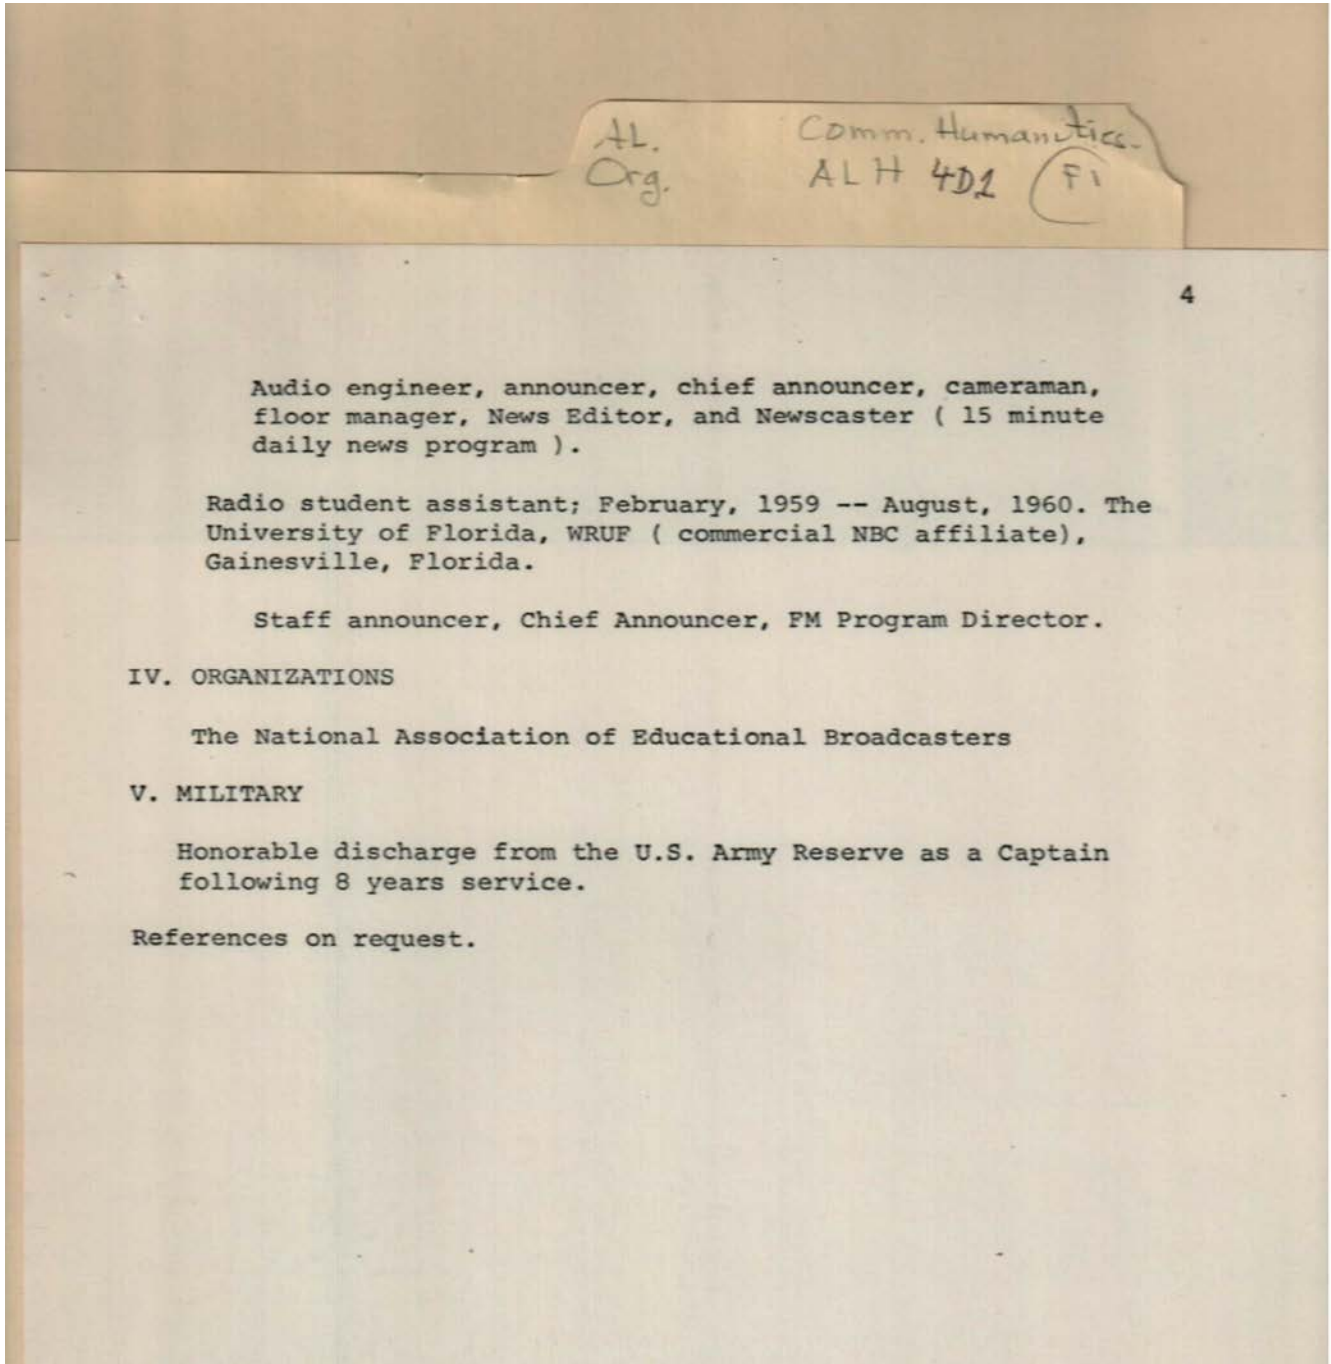 AL. Comm. Humanities.
Org. ALH 4D1 F1
4
Audio engineer, announcer, chief announcer, cameraman,
floor manager, News Editor, and Newscaster ( 15 minute
daily news program ).
Radio student assistant; February, 1959 -- August, 1960. The
University of Florida, WRUF ( commercial NBC affiliate),
Gainesville, Florida.
Staff announcer, Chief Announcer, FM Program Director.
IV. ORGANIZATIONS
The National Association of Educational Broadcasters
V. MILITARY
Honorable discharge from the U.S. Army Reserve as a Captain
following 8 years service.
References on request.